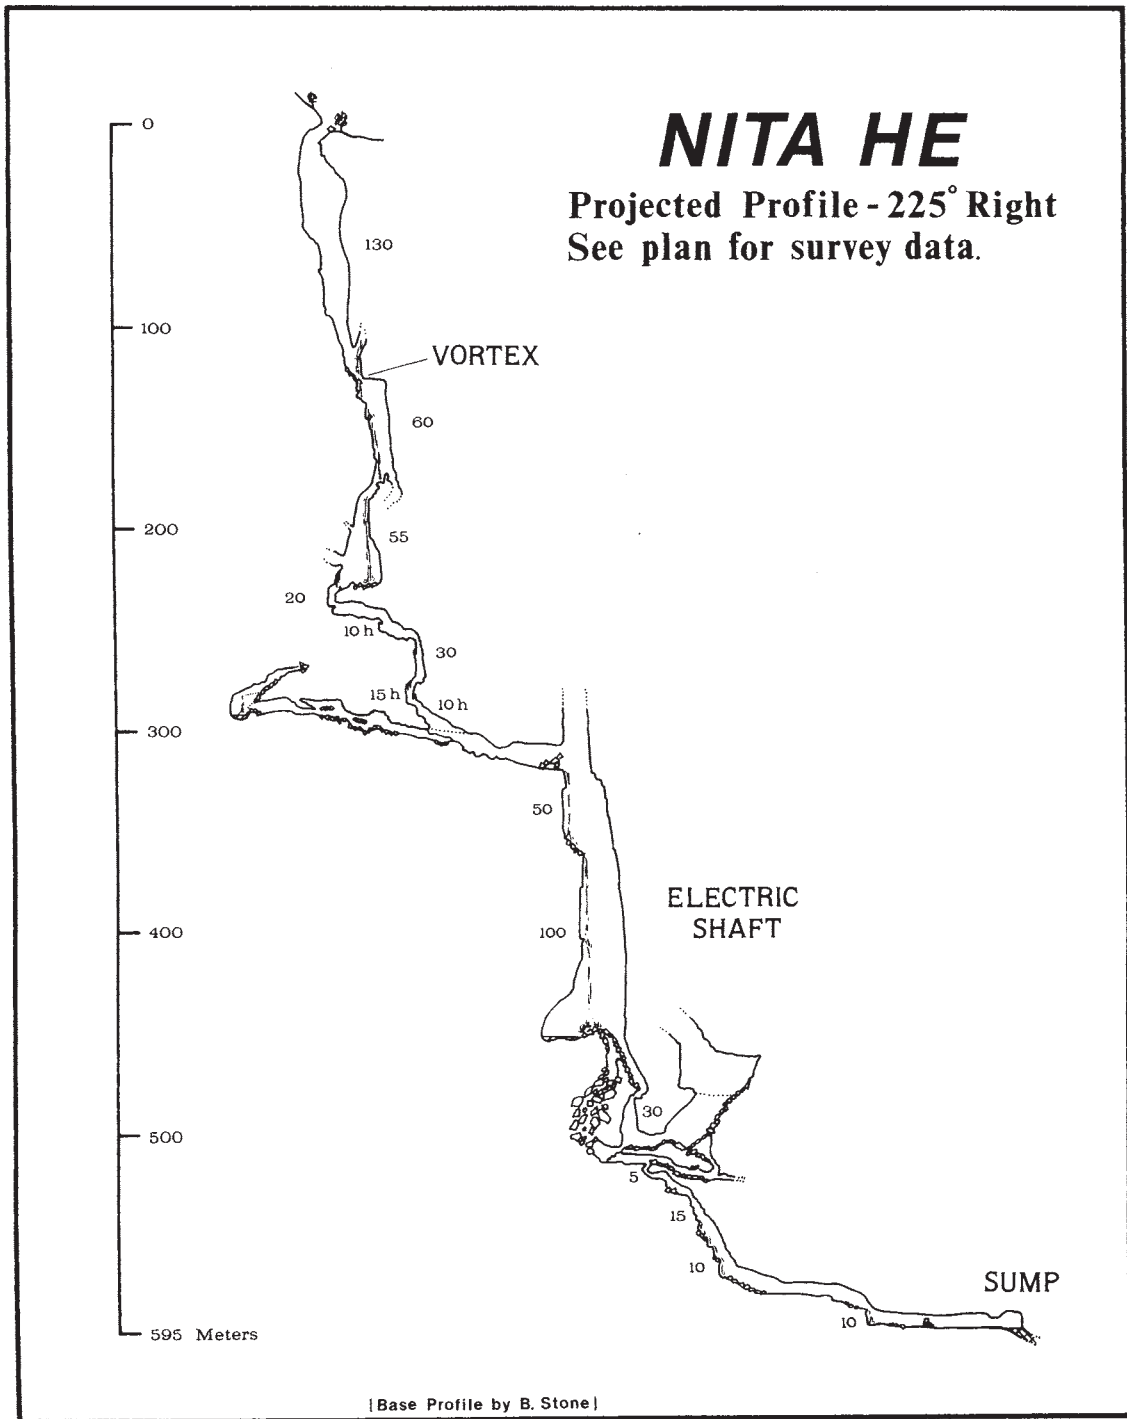 NITA HE
Projected Profile - 225° Right
See plan for survey data.
0
130
100
VORTEX
60
200
55
20
10 h
30
15 h
10 h
300
50
ELECTRIC
SHAFT
400
100
30
500
5
15
10
SUMP
10
595 Meters
|Base Profile by B. Stone|